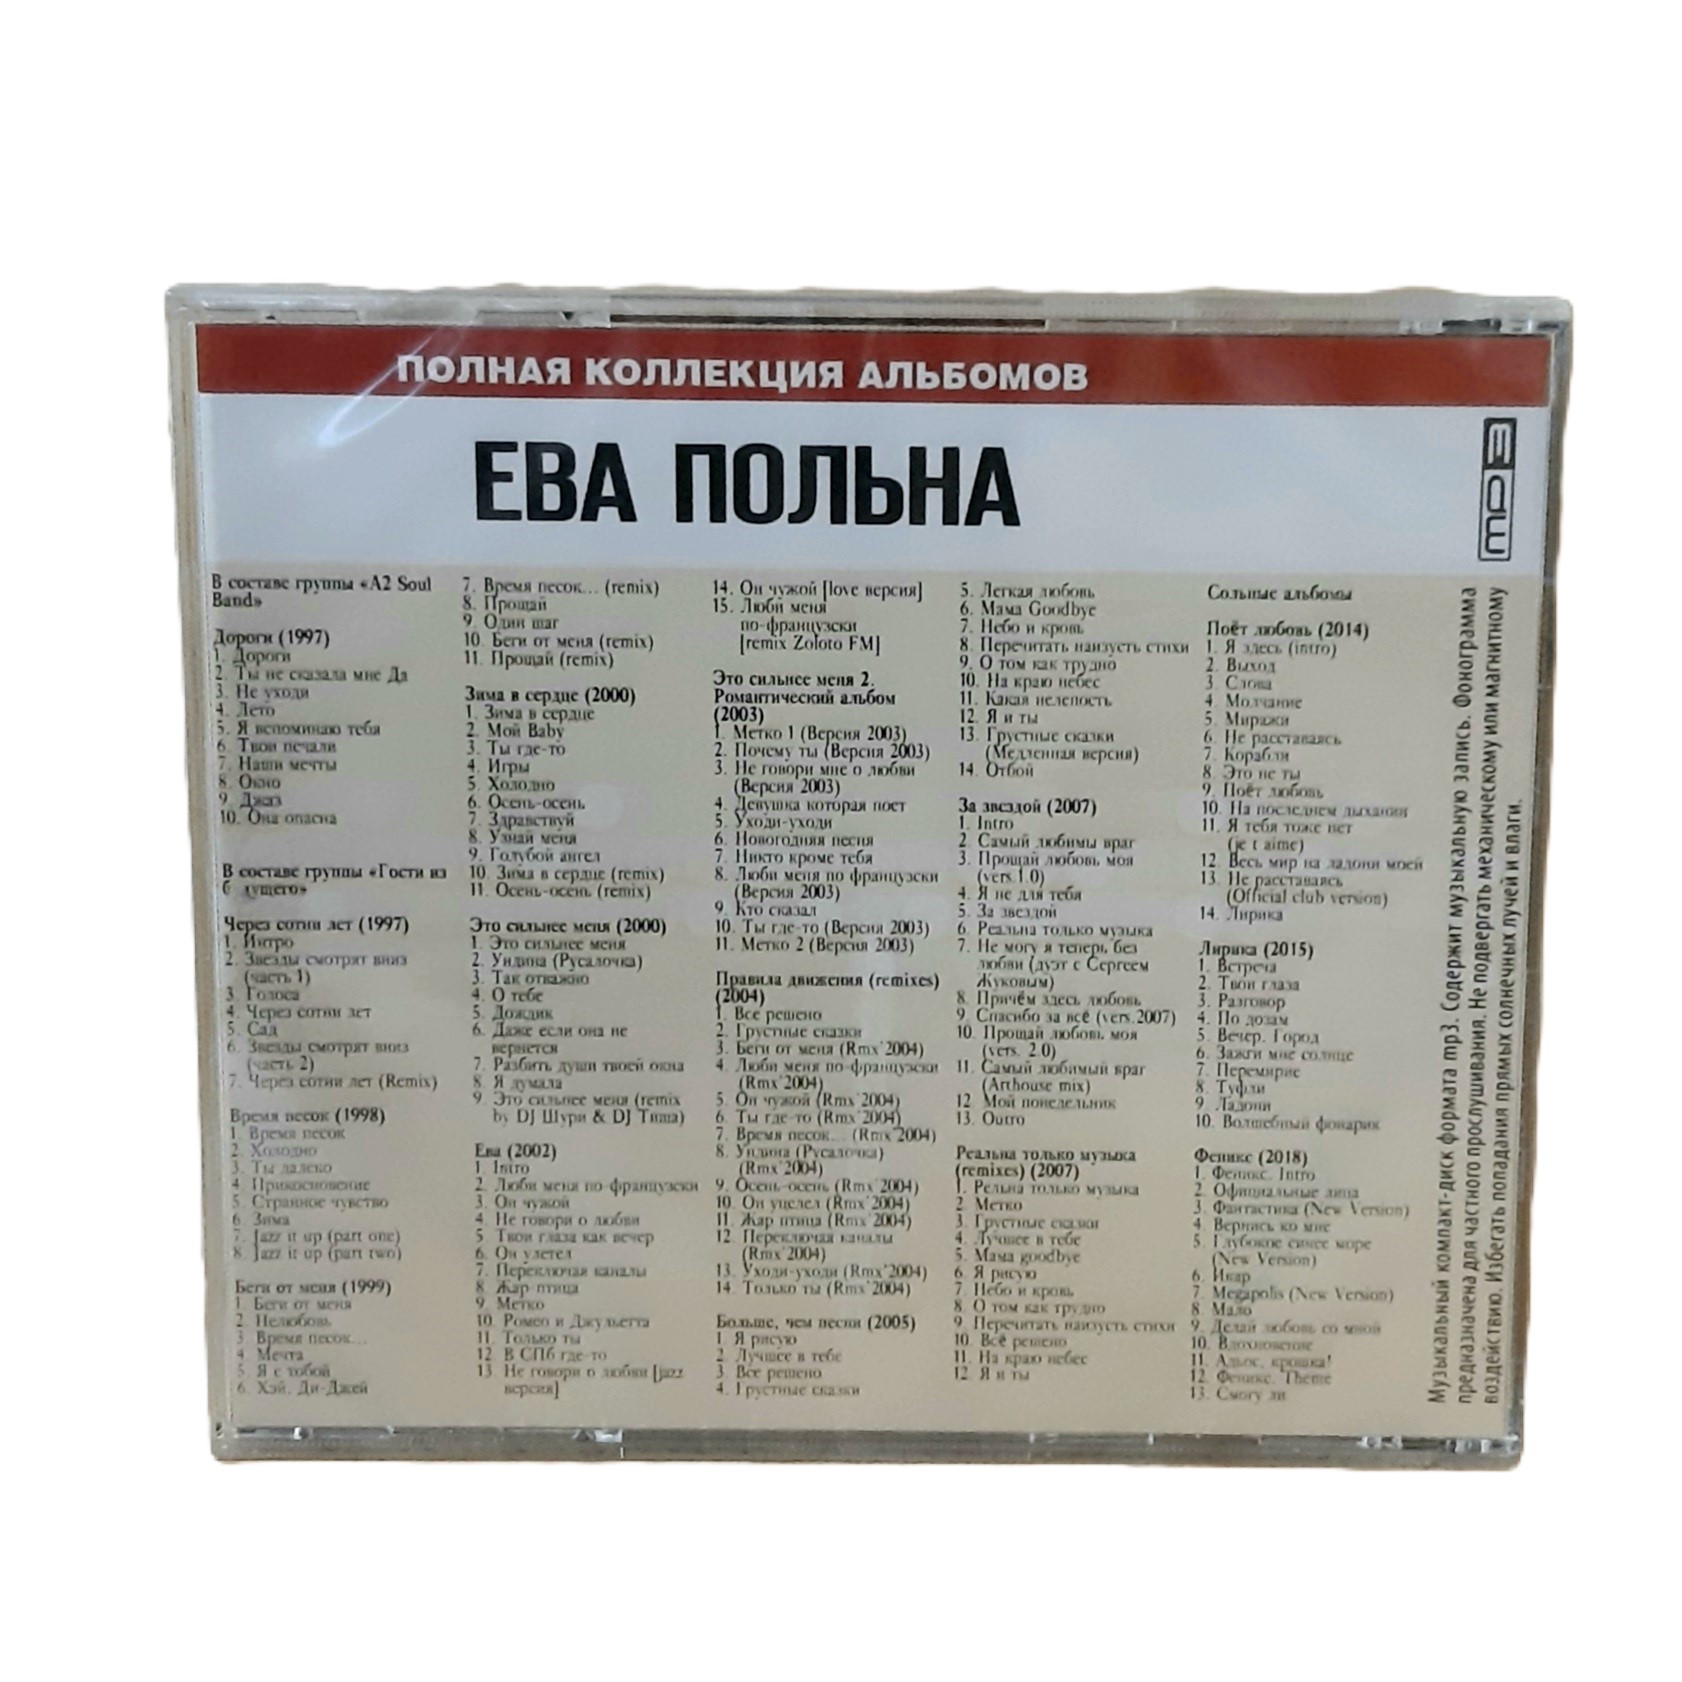 ПОЛНАЯ КОЛЛЕКЦИЯ АЛЬБОМОВ
ЕВА ПОЛЬНА
mp3
В составе группы «A2 Soul
Band»
Дороги (1997)
1. Дороги
2. Ты не сказала мне Да
3. Не уходи
4. Лето
5. Я вспоминаю тебя
6. Твои печали
7. Наши мечты
8. Окно
9. Джаз
10. Она опасна
В составе группы «Гости из
б дущего»
Через сотни лет (1997)
1. Интро
2. Звезды смотрят вниз
(часть 1)
3. Голоса
4. Через сотни лет
5. Сад
6. Звезды смотрят вниз
(часть 2)
7. Через сотни лет (Remix)
Время песок (1998)
1. Время песок
2. Холодно
3. Ты далеко
4. Прикосновение
5. Странное чувство
6. Зима
7. Jazz it up (part one)
8. Jazz it up (part two)
Беги от меня (1999)
1. Беги от меня
2. Нелюбовь
3. Время песок...
4. Мечта
5. Я с тобой
6. Хэй, Ди-Джей
7. Время песок... (remix)
8. Прощай
9. Один шаг
10. Беги от меня (remix)
11. Прощай (remix)
Зима в сердце (2000)
1. Зима в сердце
2. Мой Baby
3. Ты где-то
4. Игры
5. Холодно
6. Осень-осень
7. Здравствуй
8. Узнай меня
9. Голубой ангел
10. Зима в сердце (remix)
11. Осень-осень (remix)
Это сильнее меня (2000)
1. Это сильнее меня
2. Ундина (Русалочка)
3. Так отважно
4. О тебе
5. Дождик
6. Даже если она не
вернется
7. Разбить души твоей окна
8. Я думала
9. Это сильнее меня (remix
by DJ Шури & DJ Тиша)
Ева (2002)
1. Intro
2. Люби меня по-французски
3. Он чужой
4. Не говори о любви
5. Твои глаза как вечер
6. Он улетел
7. Переключая каналы
8. Жар-птица
9. Метко
10. Ромео и Джульетта
11. Только ты
12. В СПб где-то
13. Не говори о любви [jazz
версия]
14. Он чужой [love версия]
15. Люби меня
по-французски
[remix Zoloto FM]
Это сильнее меня 2.
Романтический альбом
(2003)
1. Метко 1 (Версия 2003)
2. Почему ты (Версия 2003)
3. Не говори мне о любви
(Версия 2003)
4. Девушка которая поет
5. Уходи-уходи
6. Новогодняя песня
7. Никто кроме тебя
8. Люби меня по французски
(Версия 2003)
9. Кто сказал
10. Ты где-то (Версия 2003)
11. Метко 2 (Версия 2003)
Правила движения (remixes)
(2004)
1. Все решено
2. Грустные сказки
3. Беги от меня (Rmx'2004)
4. Люби меня по-французски
(Rmx'2004)
5. Он чужой (Rmx'2004)
6. Ты где-то (Rmx'2004)
7. Время песок... (Rmx'2004)
8. Ундина (Русалочка)
(Rmx'2004)
9. Осень-осень (Rmx'2004)
10. Он уцелел (Rmx'2004)
11. Жар птица (Rmx'2004)
12. Переключая каналы
(Rmx'2004)
13. Уходи-уходи (Rmx'2004)
14. Только ты (Rmx'2004)
Больше, чем песни (2005)
1. Я рисую
2. Лучшее в тебе
3. Все решено
4. Грустные сказки
5. Легкая любовь
6. Мама Goodbye
7. Небо и кровь
8. Перечитать наизусть стихи
9. О том как трудно
10. На краю небес
11. Какая нелепость
12. Я и ты
13. Грустные сказки
(Медленная версия)
14. Отбой
За звездой (2007)
1. Intro
2. Самый любимы враг
3. Прощай любовь моя
(vers.1.0)
4. Я не для тебя
5. За звездой
6. Реальна только музыка
7. Не могу я теперь без
любви (дуэт с Сергеем
Жуковым)
8. Причём здесь любовь
9. Спасибо за всё (vers.2007)
10. Прощай любовь моя
(vers. 2.0)
11. Самый любимый враг
(Arthouse mix)
12. Мой понедельник
13. Outro
Реальна только музыка
(remixes) (2007)
1. Рельна только музыка
2. Метко
3. Грустные сказки
4. Лучшее в тебе
5. Мама goodbye
6. Я рисую
7. Небо и кровь
8. О том как трудно
9. Перечитать наизусть стихи
10. Всё решено
11. На краю небес
12. Я и ты
Сольные альбомы
Поёт любовь (2014)
1. Я здесь (intro)
2. Выход
3. Слова
4. Молчание
5. Миражи
6. Не расставаясь
7. Корабли
8. Это не ты
9. Поёт любовь
10. На последнем дыхании
11. Я тебя тоже нет
(je t aime)
12. Весь мир на ладони моей
13. Не расставаясь
(Official club version)
14. Лирика
Лирика (2015)
1. Встреча
2. Твои глаза
3. Разговор
4. По дозам
5. Вечер. Город
6. Зажги мне солнце
7. Перемирие
8. Туфли
9. Ладони
10. Волшебный фонарик
Феникс (2018)
1. Феникс. Intro
2. Официальные лица
3. Фантастика (New Version)
4. Вернись ко мне
5. Глубокое синее море
(New Version)
6. Икар
7. Megapolis (New Version)
8. Мало
9. Делай любовь со мной
10. Вдохновение
11. Адьос, крошка!
12. Феникс. Theme
13. Смогу ли
Музыкальный компакт-диск формата mp3. Содержит музыкальную запись. Фонограмма
предназначена для частного прослушивания. Не подвергать механическому или магнитному
воздействию. Избегать попадания прямых солнечных лучей и влаги.